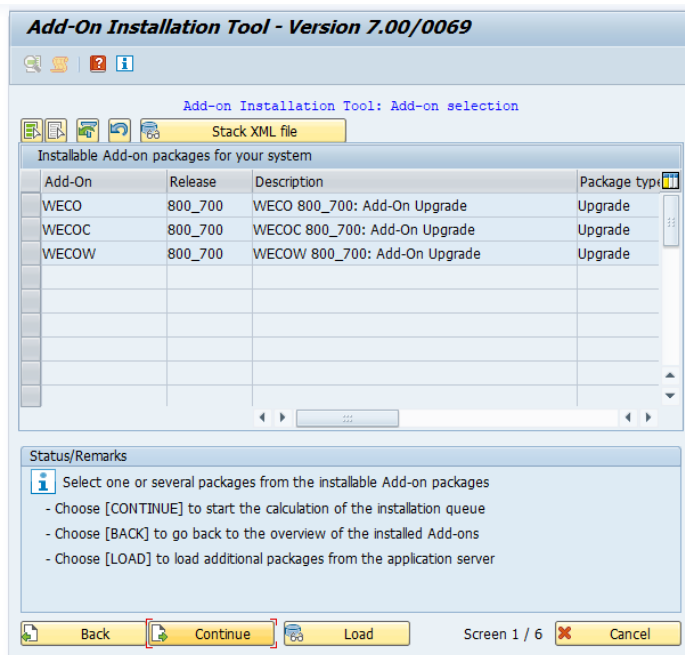 Add-On Installation Tool - Version 7.00/0069
Add-on Installation Tool: Add-on selection
Stack XML file
Installable Add-on packages for your system
Add-On Release Description Package type
WECO 800_700 WECO 800_700: Add-On Upgrade Upgrade
WECOC 800_700 WECOC 800_700: Add-On Upgrade Upgrade
WECOW 800_700 WECOW 800_700: Add-On Upgrade Upgrade
Status/Remarks
Select one or several packages from the installable Add-on packages
- Choose [CONTINUE] to start the calculation of the installation queue
- Choose [BACK] to go back to the overview of the installed Add-ons
- Choose [LOAD] to load additional packages from the application server
Back Continue Load Screen 1 / 6 Cancel